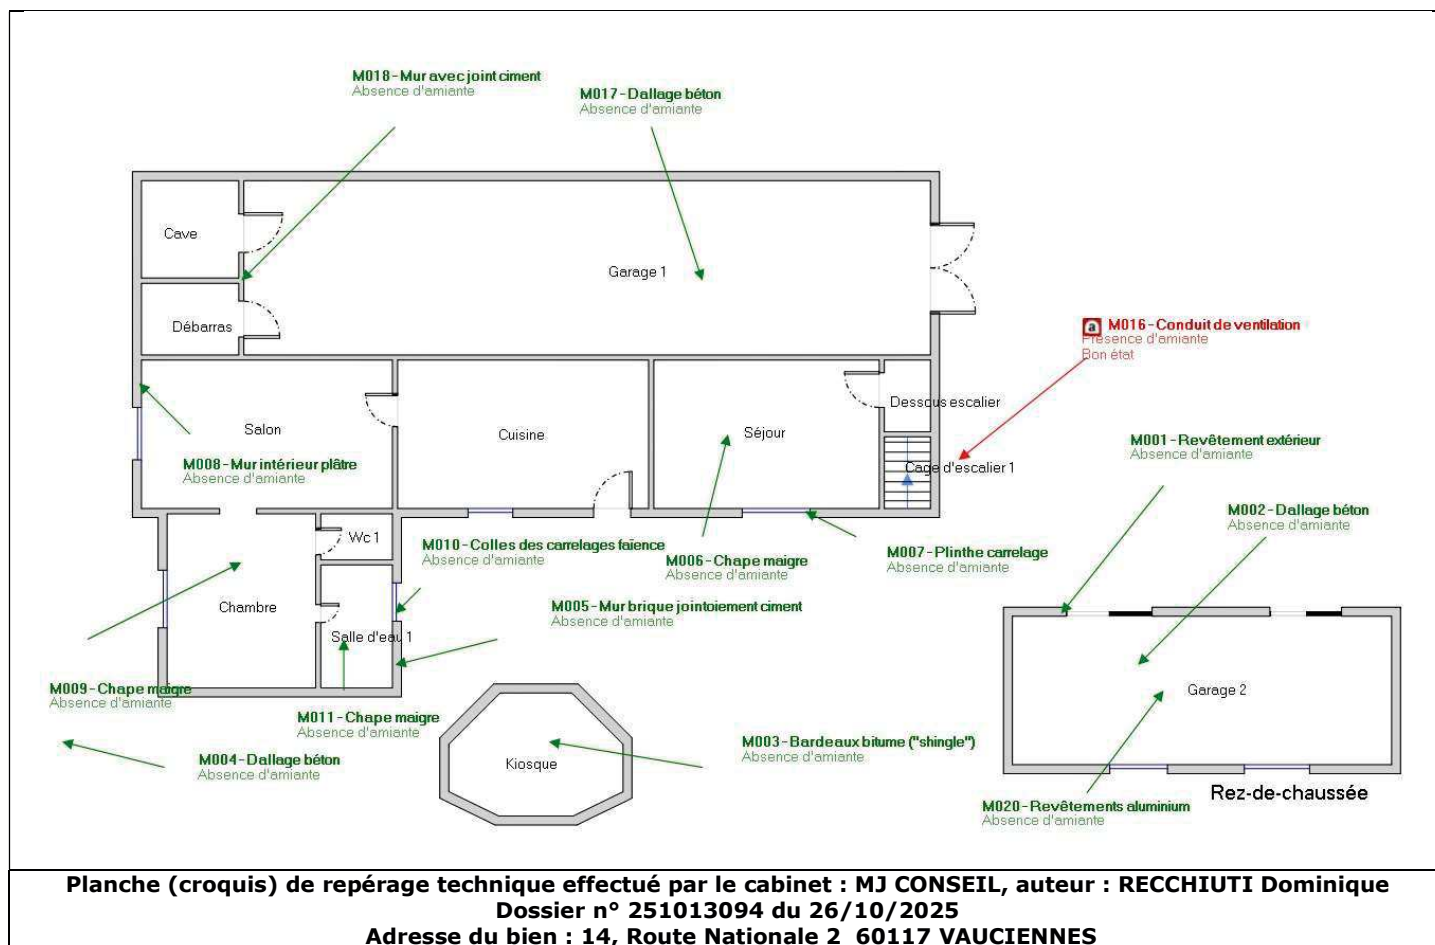 M018-Mur avec joint ciment
Absence d'amiante
M017-Dallage béton
Absence d'amiante
Cave
Garage 1
Débarras
a M016-Conduit de ventilation
Présence d'amiante
Bon état
Dessous escalier
Salon
Cuisine
Séjour
M008-Mur intérieur plâtre
Absence d'amiante
Cage d'escalier 1
M001-Revêtement extérieur
Absence d'amiante
M002-Dallage béton
Absence d'amiante
Wc 1
M010-Colles des carrelages faïence
Absence d'amiante
M006-Chape maigre
Absence d'amiante
M007-Plinthe carrelage
Absence d'amiante
Chambre
M005-Mur brique jointoiement ciment
Absence d'amiante
Salle d'eau 1
M009-Chape maigre
Absence d'amiante
M011-Chape maigre
Absence d'amiante
Garage 2
M004-Dallage béton
Absence d'amiante
Kiosque
M003-Bardeaux bitume ("shingle")
Absence d'amiante
Rez-de-chaussée
M020-Revêtements aluminium
Absence d'amiante
Planche (croquis) de repérage technique effectué par le cabinet : MJ CONSEIL, auteur : RECCHIUTI Dominique
Dossier n° 251013094 du 26/10/2025
Adresse du bien : 14, Route Nationale 2 60117 VAUCIENNES